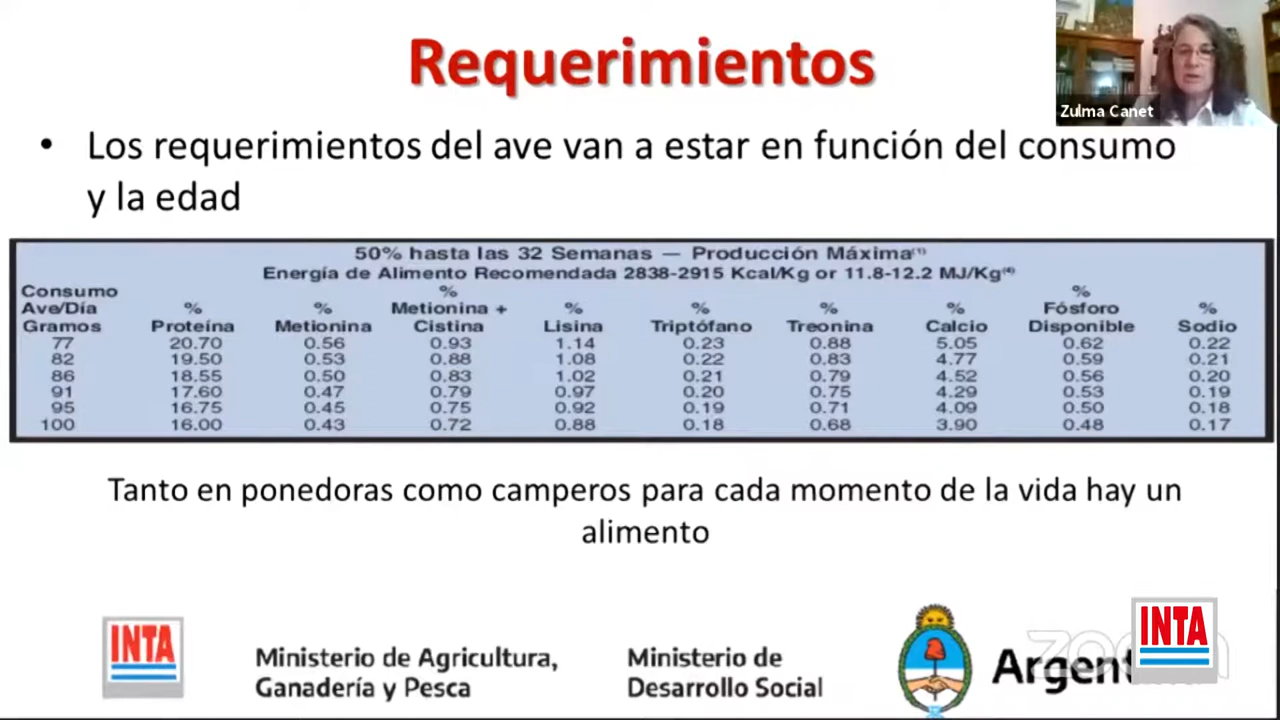 Requerimientos
Zulma Canet
• Los requerimientos del ave van a estar en función del consumo
y la edad
50% hasta las 32 Semanas — Producción Máxima(1)
Energía de Alimento Recomendada 2838-2915 Kcal/Kg or 11.8-12.2 MJ/Kg(4)
Consumo Ave/Día Gramos % Proteína % Metionina % Metionina + Cistina % Lisina % Triptófano % Treonina % Calcio % Fósforo Disponible % Sodio
77 20.70 0.56 0.93 1.14 0.23 0.88 5.05 0.62 0.22
82 19.50 0.53 0.88 1.08 0.22 0.83 4.77 0.59 0.21
86 18.55 0.50 0.83 1.02 0.21 0.79 4.52 0.56 0.20
91 17.60 0.47 0.79 0.97 0.20 0.75 4.29 0.53 0.19
95 16.75 0.45 0.75 0.92 0.19 0.71 4.09 0.50 0.18
100 16.00 0.43 0.72 0.88 0.18 0.68 3.90 0.48 0.17
Tanto en ponedoras como camperos para cada momento de la vida hay un
alimento
INTA
Ministerio de Agricultura,
Ganadería y Pesca
Ministerio de
Desarrollo Social
Argent
zoom
INTA